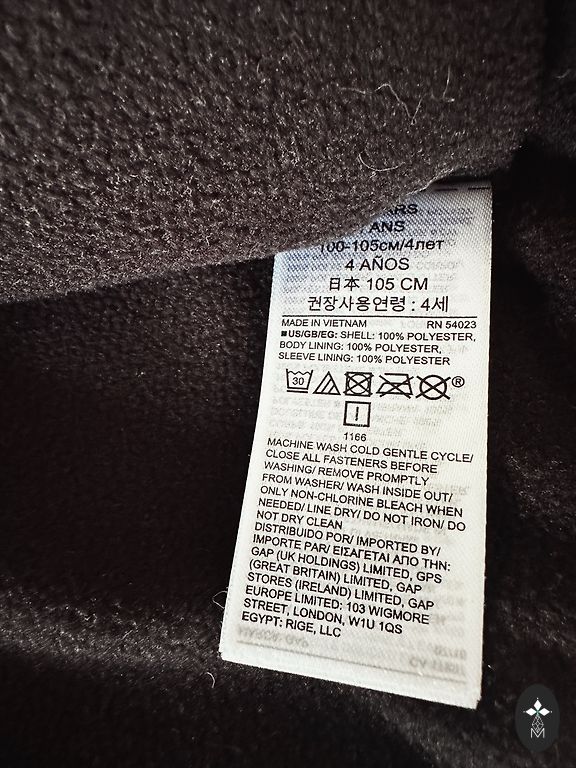 ARS
ANS
100-105см/4лет
4 AÑOS
日本 105 CM
권장사용연령 : 4세
MADE IN VIETNAM RN 54023
■US/GB/EG: SHELL: 100% POLYESTER,
BODY LINING: 100% POLYESTER,
SLEEVE LINING: 100% POLYESTER
30
®
1166
MACHINE WASH COLD GENTLE CYCLE/
CLOSE ALL FASTENERS BEFORE
WASHING/ REMOVE PROMPTLY
FROM WASHER/ WASH INSIDE OUT/
ONLY NON-CHLORINE BLEACH WHEN
NEEDED/ LINE DRY/ DO NOT IRON/ DO
NOT DRY CLEAN
DISTRIBUIDO POR/ IMPORTED BY/
IMPORTE PAR/ ΕΙΣΑΓΕΤΑΙ ΑΠΟ ΤΗΝ:
GAP (UK HOLDINGS) LIMITED, GPS
(GREAT BRITAIN) LIMITED, GAP
STORES (IRELAND) LIMITED, GAP
EUROPE LIMITED: 103 WIGMORE
STREET, LONDON, W1U 1QS
EGYPT: RIGE, LLC
M